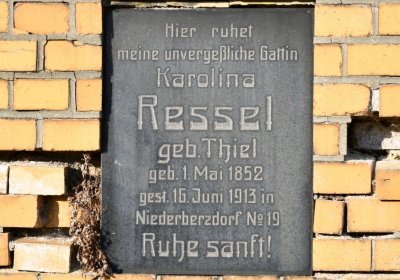 Hier ruhet
meine unvergeßliche Gattin
Karolina
Ressel
geb. Thiel
geb. 1. Mai 1852
gest. 16. Juni 1913 in
Niederberzdorf No 19
Ruhe sanft!